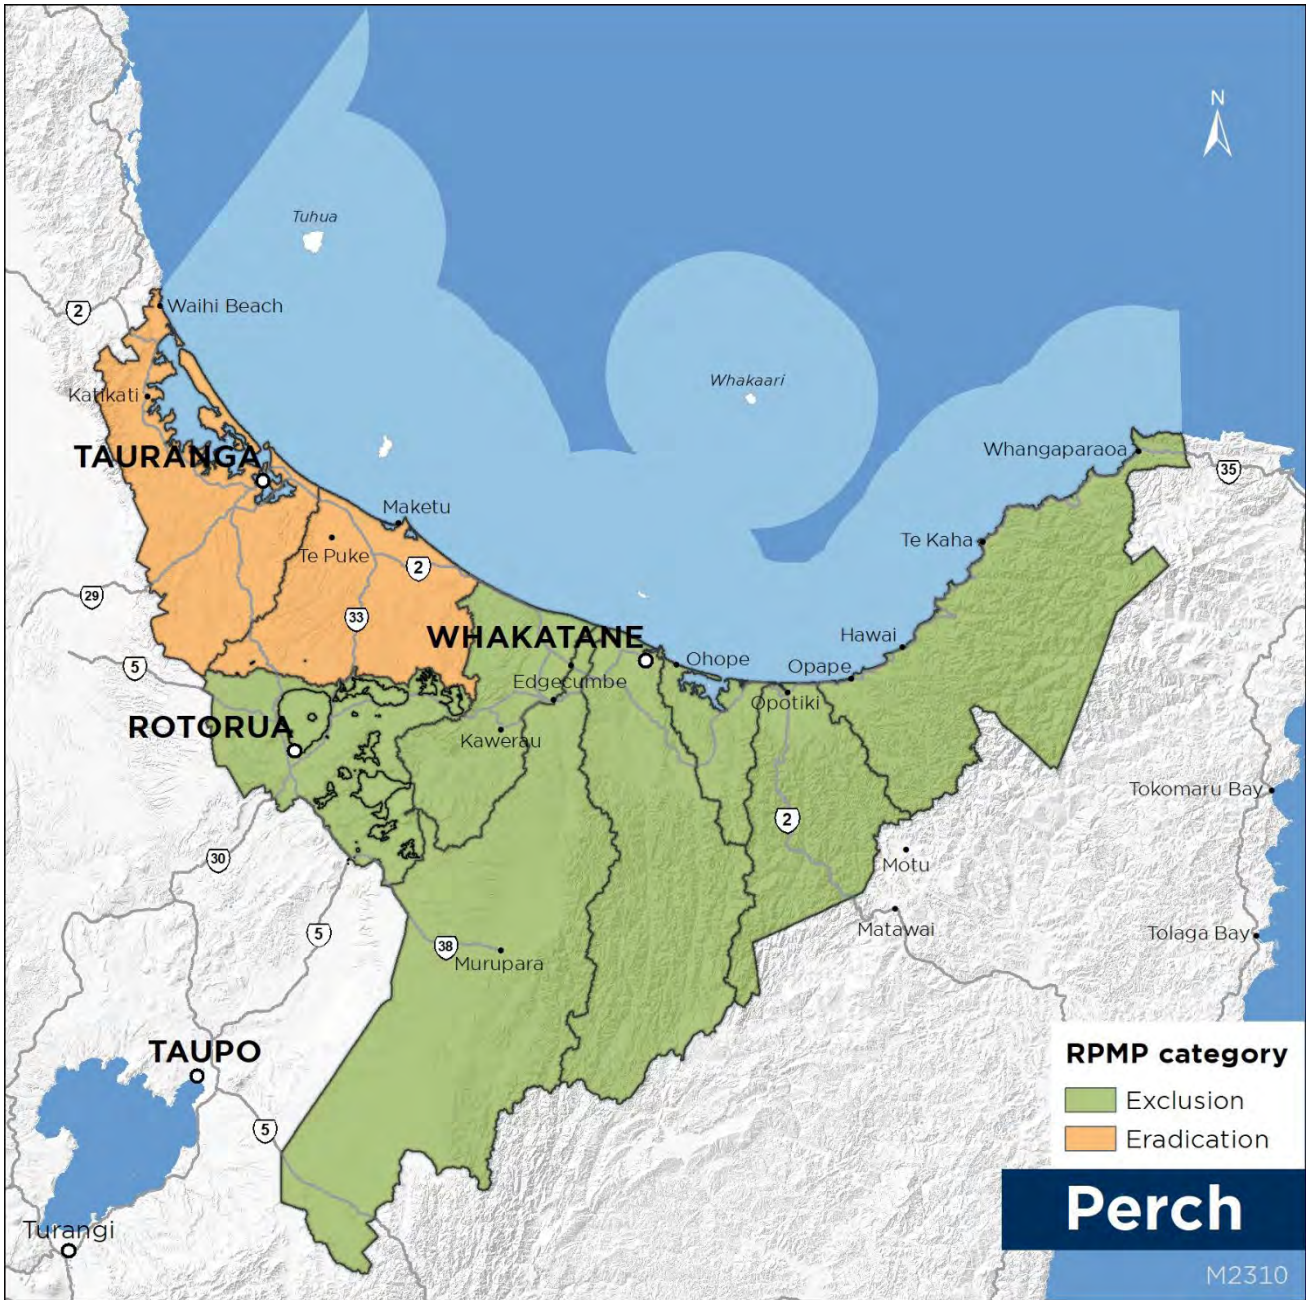 N
Tuhua
2
Waihi Beach
Whakaari
Katikati
TAURANGA
Whangaparaoa
35
Maketu
Te Puke
Te Kaha
2
29
33
WHAKATANE
Hawai
5
Ohope
Opape
Edgecumbe
Opotiki
ROTORUA
Kawerau
Tokomaru Bay
2
30
Motu
5
38
Murupara
Matawai
Tolaga Bay
TAUPO
5
Turangi
RPMP category
Exclusion
Eradication
Perch
M2310